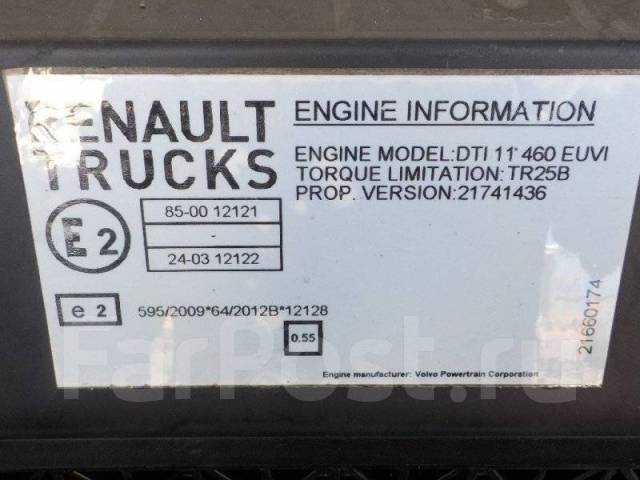 RENAULT
TRUCKS
ENGINE INFORMATION
ENGINE MODEL:DTI 11* 460 EUVI
TORQUE LIMITATION:TR25B
PROP. VERSION:21741436
E2
85-00 12121
-
24-03 12122
e 2
595/2009*64/2012B*12128
0.55
21660174
Engine manufacturer: Volvo Powertrain Corporation
FarPost.ru